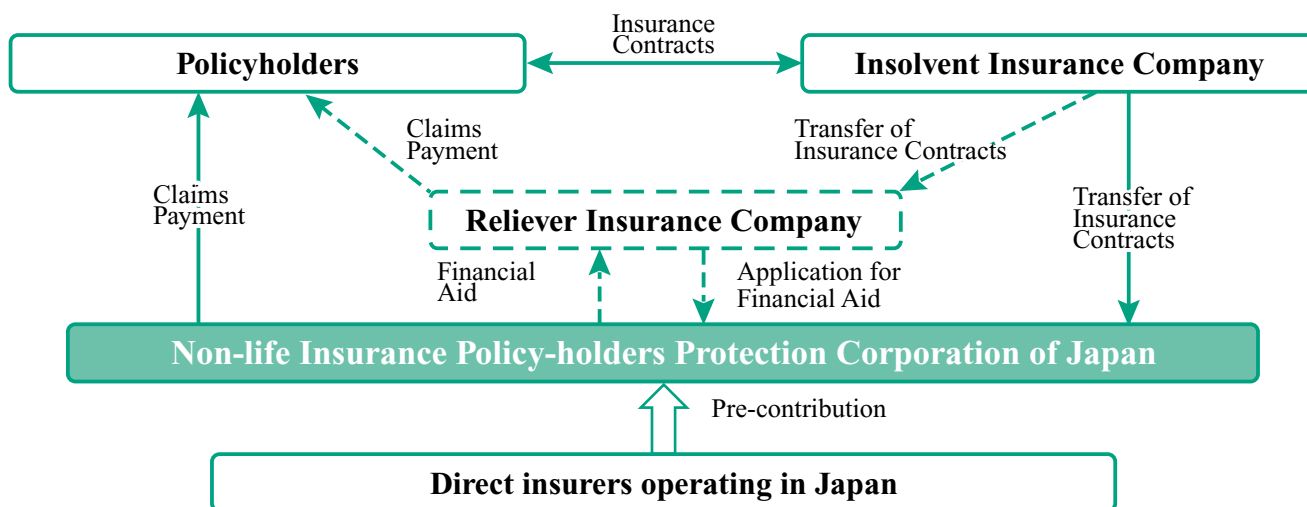 Insurance
Contracts
Policyholders
Insolvent Insurance Company
Claims
Payment
Transfer of
Insurance Contracts
Claims
Payment
Transfer of
Insurance
Contracts
Reliever Insurance Company
Financial
Aid
Application for
Financial Aid
Non-life Insurance Policy-holders Protection Corporation of Japan
Pre-contribution
Direct insurers operating in Japan